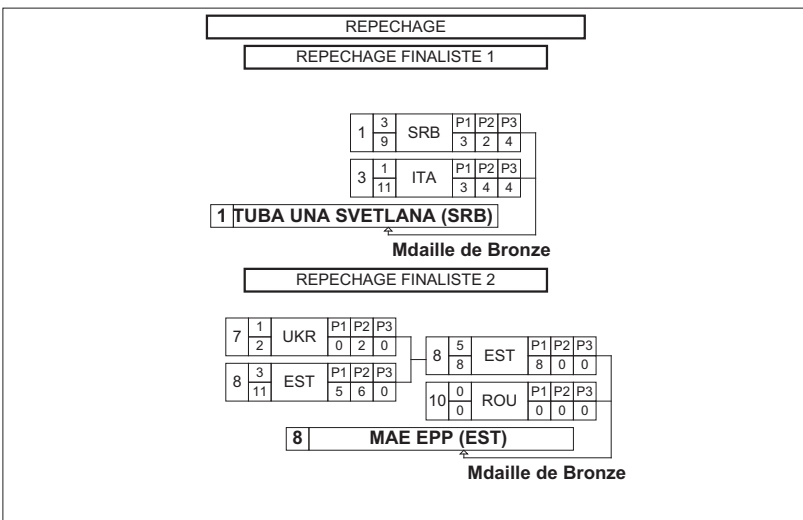 REPECHAGE
REPECHAGE FINALISTE 1
1 3 SRB P1 P2 P3
9 3 2 4
3 1 ITA P1 P2 P3
11 3 4 4
1 TUBA UNA SVETLANA (SRB)
Mdaille de Bronze
REPECHAGE FINALISTE 2
7 1 UKR P1 P2 P3
2 0 2 0
8 3 EST P1 P2 P3
11 5 6 0
8 5 EST P1 P2 P3
8 8 0 0
10 0 ROU P1 P2 P3
0 0 0 0
8 MAE EPP (EST)
Mdaille de Bronze